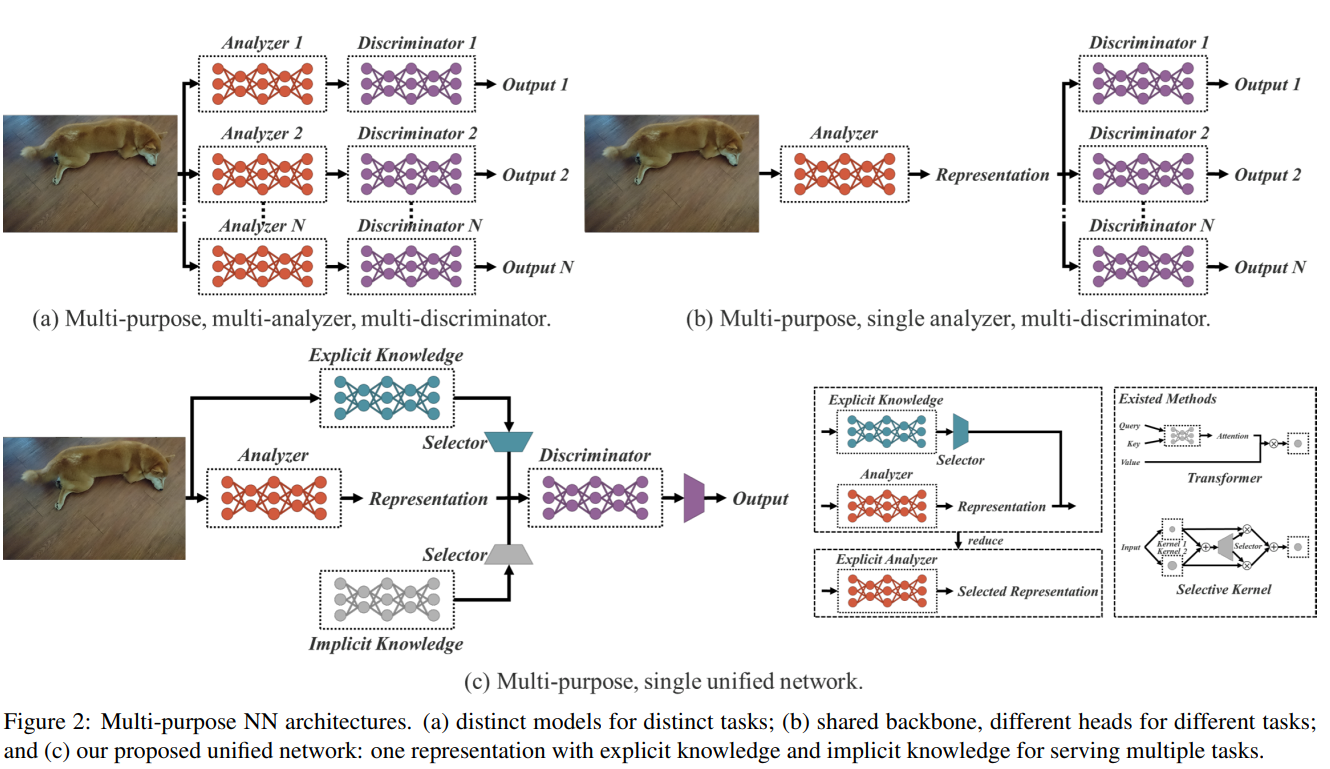 Analyzer 1
Discriminator 1
Output 1
Analyzer 2
Discriminator 2
Output 2
Analyzer N
Discriminator N
Output N
(a) Multi-purpose, multi-analyzer, multi-discriminator.
Analyzer
Representation
Discriminator 1
Output 1
Discriminator 2
Output 2
Discriminator N
Output N
(b) Multi-purpose, single analyzer, multi-discriminator.
Explicit Knowledge
Selector
Analyzer
Representation
Discriminator
Output
Selector
Implicit Knowledge
Explicit Knowledge
Selector
Analyzer
Representation
reduce
Explicit Analyzer
Selected Representation
Existed Methods
Query
Key
Attention
Value
Transformer
Input
Kernel 1
Kernel 2
Selector
Selective Kernel
(c) Multi-purpose, single unified network.
Figure 2: Multi-purpose NN architectures. (a) distinct models for distinct tasks; (b) shared backbone, different heads for different tasks;
and (c) our proposed unified network: one representation with explicit knowledge and implicit knowledge for serving multiple tasks.